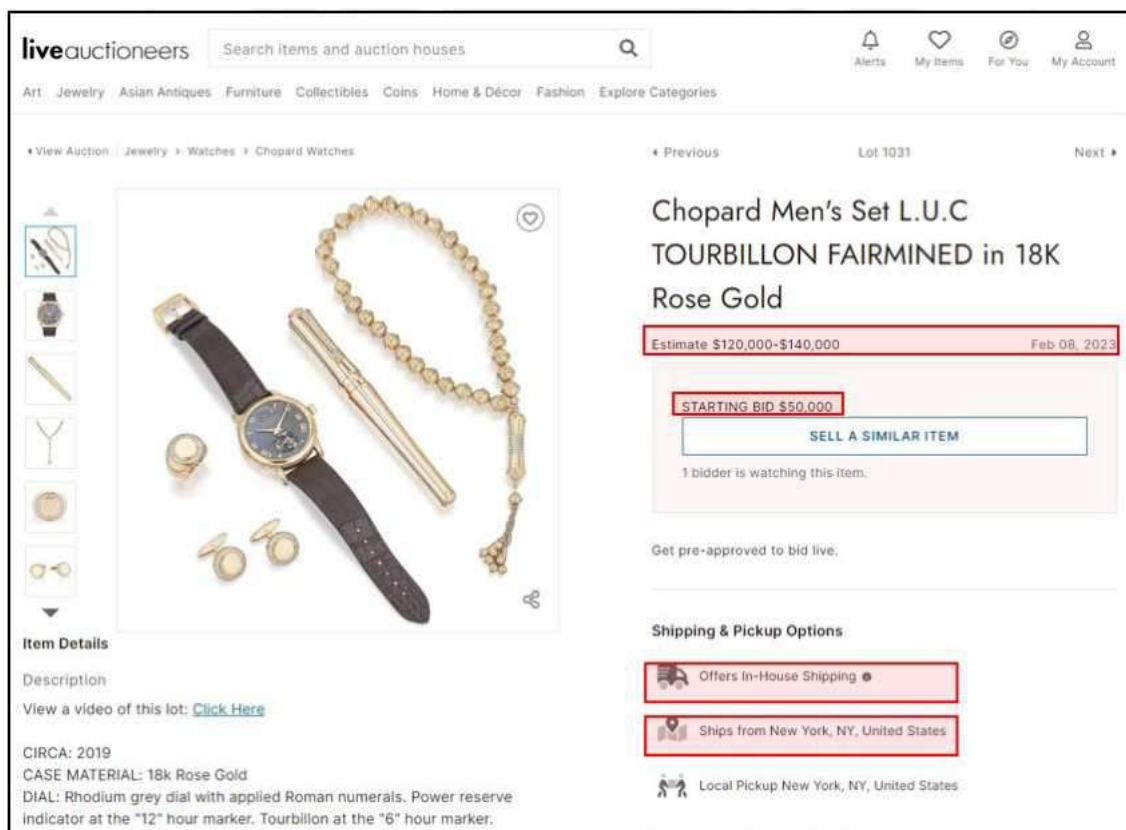 liveauctioneers
Search items and auction houses
Alerts
My Items
For You
My Account
Art Jewelry Asian Antiques Furniture Collectibles Coins Home & Décor Fashion Explore Categories
View Auction Jewelry Watches Chopard Watches
Previous
Lot 1031
Next
Chopard Men's Set L.U.C
TOURBILLON FAIRMINED in 18K
Rose Gold
Estimate $120,000-$140,000
Feb 08, 2023
STARTING BID $50,000
SELL A SIMILAR ITEM
1 bidder is watching this item.
Get pre-approved to bid live.
Shipping & Pickup Options
Offers In-House Shipping
Ships from New York, NY, United States
Local Pickup New York, NY, United States
Item Details
Description
View a video of this lot: Click Here
CIRCA: 2019
CASE MATERIAL: 18k Rose Gold
DIAL: Rhodium grey dial with applied Roman numerals. Power reserve
indicator at the "12" hour marker. Tourbillon at the "6" hour marker.